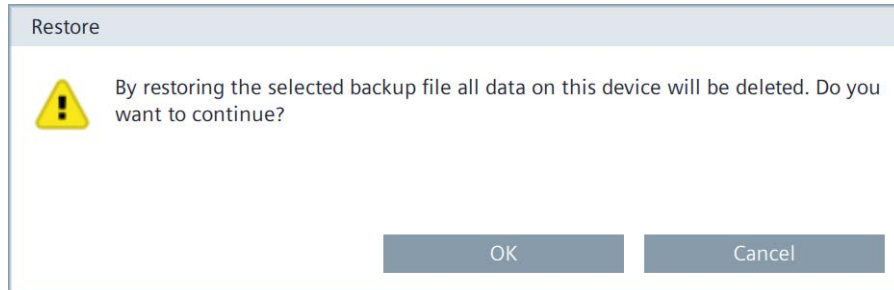 Restore
By restoring the selected backup file all data on this device will be deleted. Do you
want to continue?
OK
Cancel